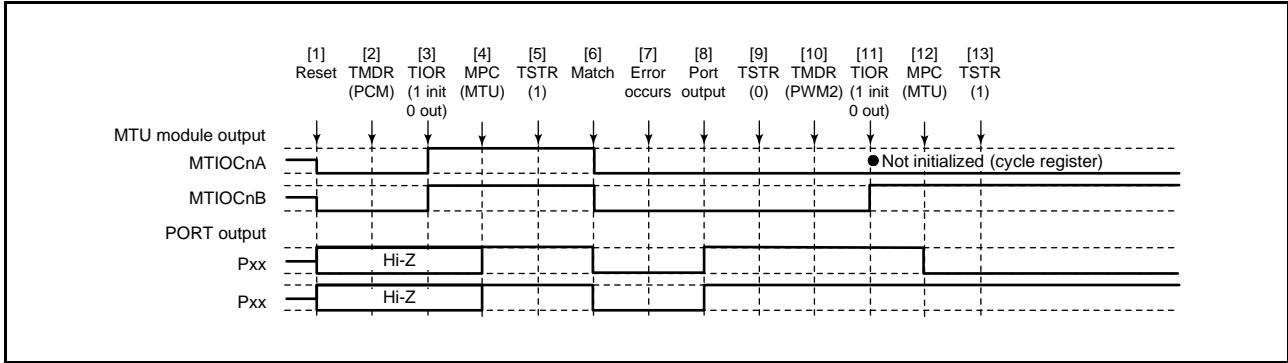 [1] [2] [3] [4] [5] [6] [7] [8] [9] [10] [11] [12] [13]
Reset TMDR TIOR MPC TSTR Match Error Port TSTR TMDR TIOR MPC TSTR
(PCM) (1 init (MTU) (1) occurs output (0) (PWM2) (1 init (MTU) (1)
0 out) 0 out)
MTU module output
MTIOCnA
Not initialized (cycle register)
MTIOCnB
PORT output
Pxx
Hi-Z
Pxx
Hi-Z